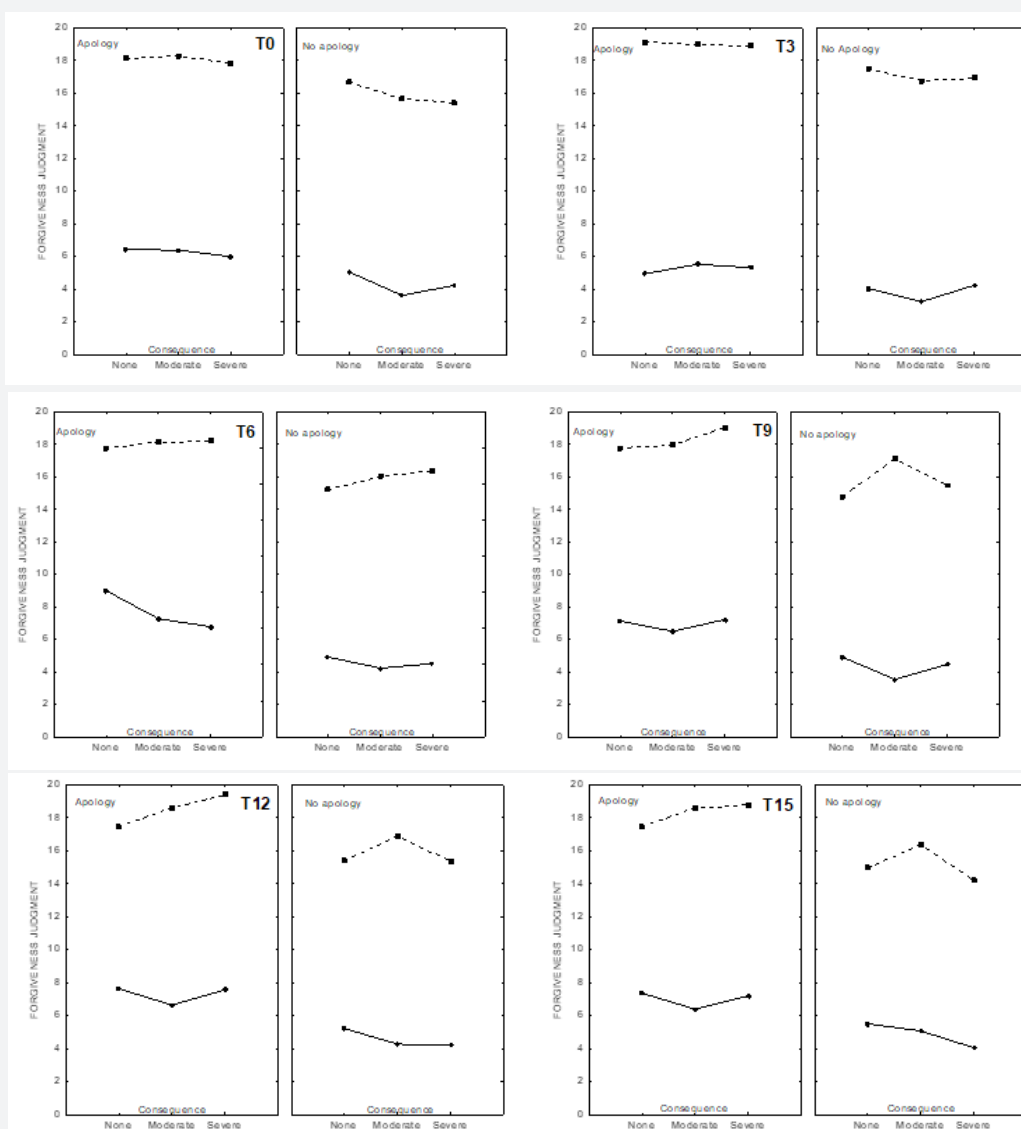 20
18
16
14
12
10
8
6
4
2
0
FORGIVENESS JUDGMENT
Apology
T0
Consequence
None Moderate Severe
No apology
Consequence
None Moderate Severe
20
18
16
14
12
10
8
6
4
2
0
FORGIVENESS JUDGMENT
Apology
T3
Consequence
None Moderate Severe
No Apology
Consequence
None Moderate Severe
20
18
16
14
12
10
8
6
4
2
0
FORGIVENESS JUDGMENT
Apology
T6
Consequence
None Moderate Severe
No apology
Consequence
None Moderate Severe
20
18
16
14
12
10
8
6
4
2
0
FORGIVENESS JUDGMENT
Apology
T9
Consequence
None Moderate Severe
No apology
Consequence
None Moderate Severe
20
18
16
14
12
10
8
6
4
2
0
FORGIVENESS JUDGMENT
Apology
T12
Consequence
None Moderate Severe
No apology
Consequence
None Moderate Severe
20
18
16
14
12
10
8
6
4
2
0
FORGIVENESS JUDGMENT
Apology
T15
Consequence
None Moderate Severe
No apology
Consequence
None Moderate Severe